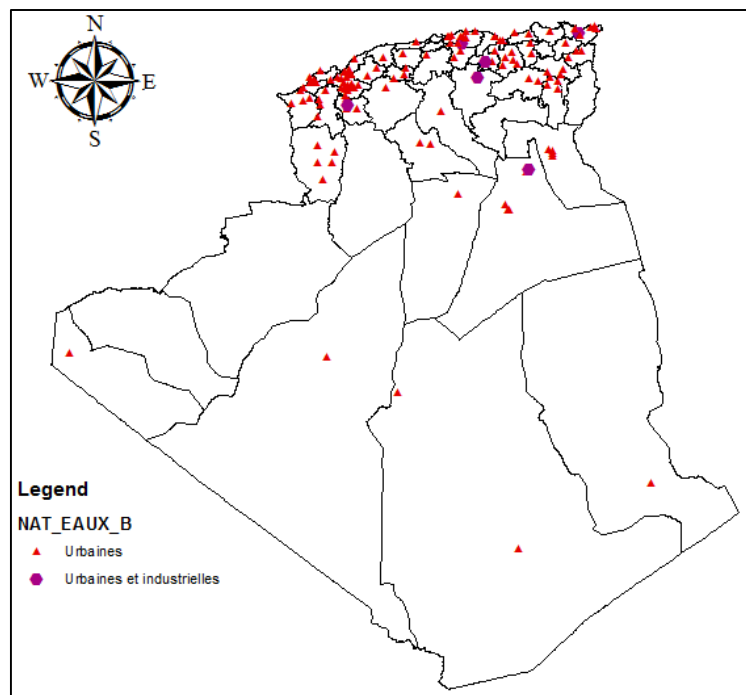 N
W
E
S
Legend
NAT_EAUX_B
Urbaines
Urbaines et industrielles